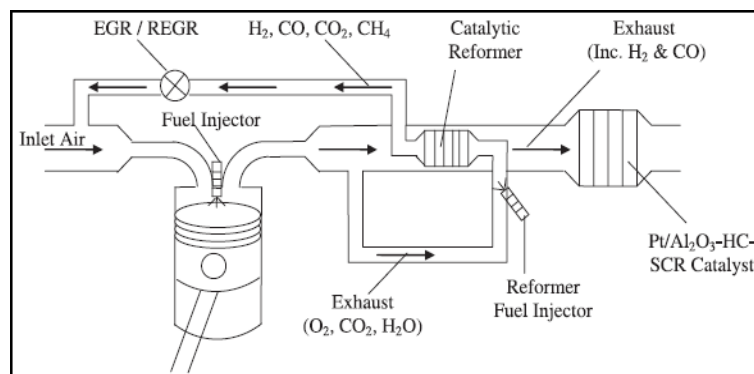 EGR / REGR
H₂, CO, CO₂, CH₄
Catalytic
Reformer
Exhaust
(Inc. H₂ & CO)
Fuel Injector
Inlet Air
Pt/Al₂O₃-HC-
SCR Catalyst
Reformer
Fuel Injector
Exhaust
(O₂, CO₂, H₂O)